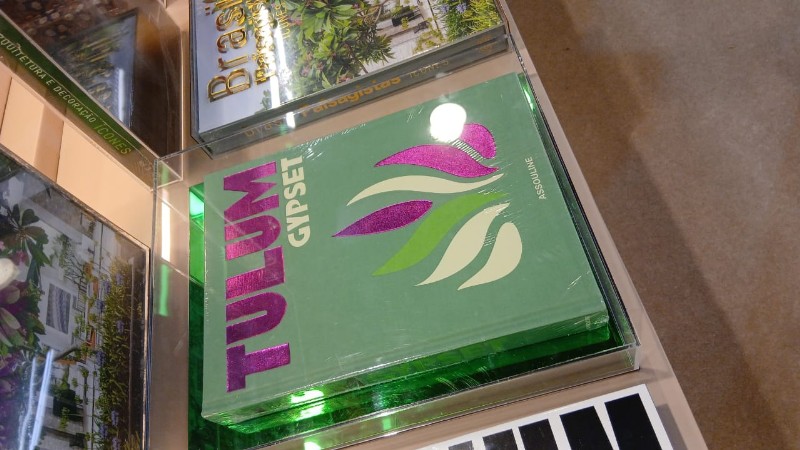 TULUM
GYPSET
ASSOULINE
Brasil
Paisagistas
ARQUITETURA E DECORAÇÃO ICONES